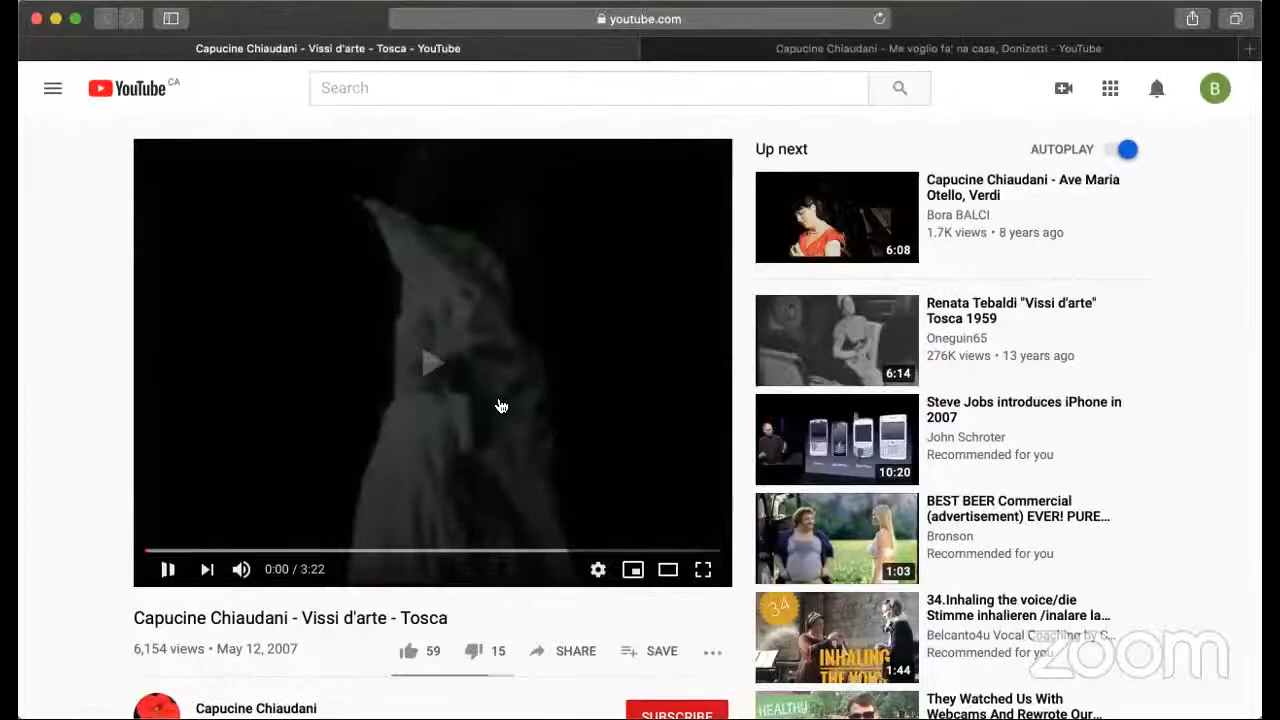 youtube.com
Capucine Chiaudani - Vissi d'arte - Tosca - YouTube
Capucine Chiaudani - Me voglio fa' na casa, Donizetti - YouTube
YouTube CA
Search
B
Up next
AUTOPLAY
Capucine Chiaudani - Ave Maria
Otello, Verdi
Bora BALCI
1.7K views • 8 years ago
6:08
Renata Tebaldi "Vissi d'arte"
Tosca 1959
Oneguin65
276K views • 13 years ago
6:14
Steve Jobs introduces iPhone in
2007
John Schroter
Recommended for you
10:20
BEST BEER Commercial
(advertisement) EVER! PURE...
Bronson
Recommended for you
1:03
34.Inhaling the voice/die
Stimme inhalieren /inalare la...
Belcanto4u Vocal Coaching by C...
Recommended for you
34
INHALING
THE VOICE
1:44
They Watched Us With
Webcams And Rewrote Our...
HEALTHY
0:00 / 3:22
Capucine Chiaudani - Vissi d'arte - Tosca
6,154 views • May 12, 2007
59
15
SHARE
SAVE
Capucine Chiaudani
SUBSCRIBE
zoom